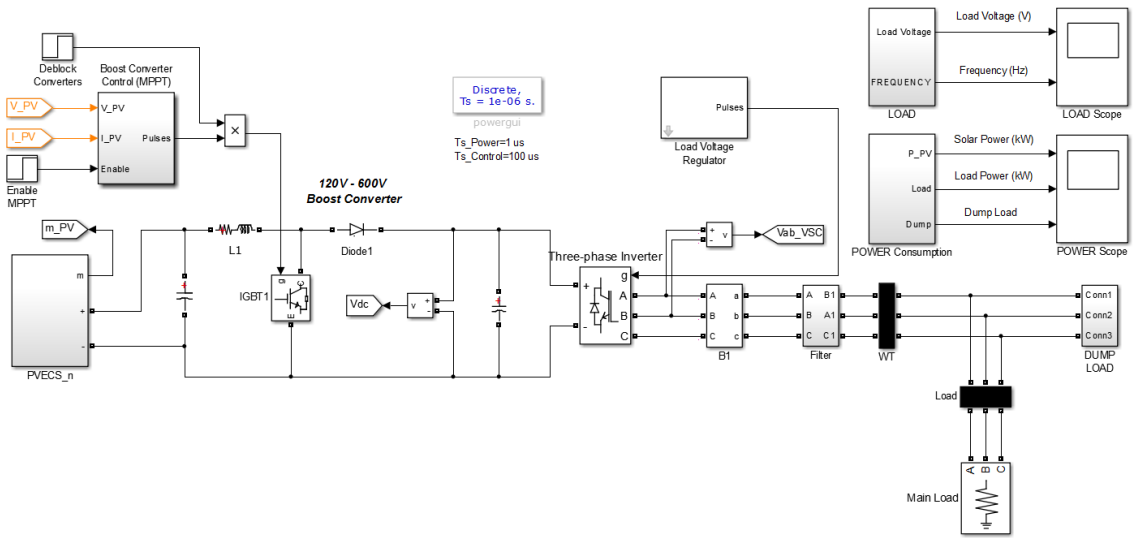 Deblock
Converters
Boost Converter
Control (MPPT)
V_PV
I_PV
V_PV
I_PV
Pulses
Enable
Enable
MPPT
×
Discrete,
Ts = 1e-06 s.
powergui
Ts_Power=1 us
Ts_Control=100 us
Pulses
Load Voltage
Regulator
Load Voltage
FREQUENCY
LOAD
Load Voltage (V)
Frequency (Hz)
LOAD Scope
P_PV
Load
Dump
POWER Consumption
Solar Power (kW)
Load Power (kW)
Dump Load
POWER Scope
120V - 600V
Boost Converter
m_PV
m
+
-
PVECS_n
+
L1
g
C
E
IGBT1
Diode1
Vdc
v
+
-
+
Three-phase Inverter
g
+
-
A
B
C
+
-
v
Vab_VSC
A
B
C
a
b
c
B1
A
B
C
B1
A1
C1
Filter
WT
Conn1
Conn2
Conn3
DUMP
LOAD
Load
A
B
C
Main Load